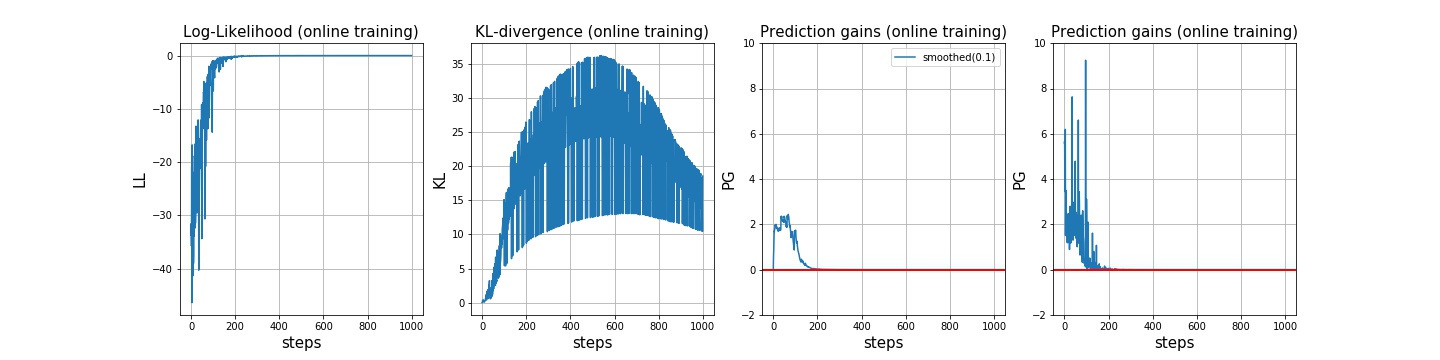 Log-Likelihood (online training)
LL
0
−10
−20
−30
−40
0 200 400 600 800 1000
steps
KL-divergence (online training)
KL
35
30
25
20
15
10
5
0
0 200 400 600 800 1000
steps
Prediction gains (online training)
smoothed(0.1)
PG
10
8
6
4
2
0
−2
0 200 400 600 800 1000
steps
Prediction gains (online training)
PG
10
8
6
4
2
0
−2
0 200 400 600 800 1000
steps